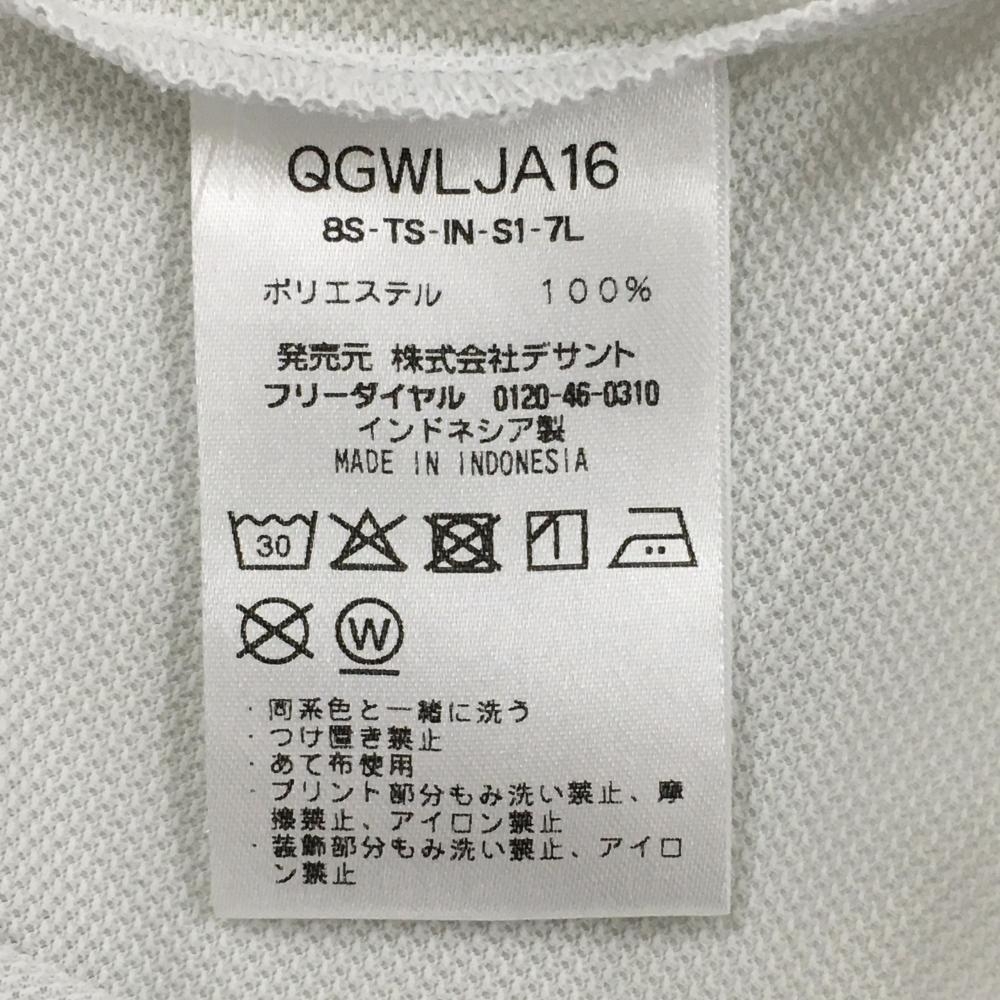 QGWLJA16
8S-TS-IN-S1-7L
ポリエステル 100%
発売元 株式会社デサント
フリーダイヤル 0120-46-0310
インドネシア製
MADE IN INDONESIA
30
W
・同系色と一緒に洗う
・つけ置き禁止
・あて布使用
・プリント部分もみ洗い禁止、摩
擦禁止、アイロン禁止
・装飾部分もみ洗い禁止、アイロ
ン禁止